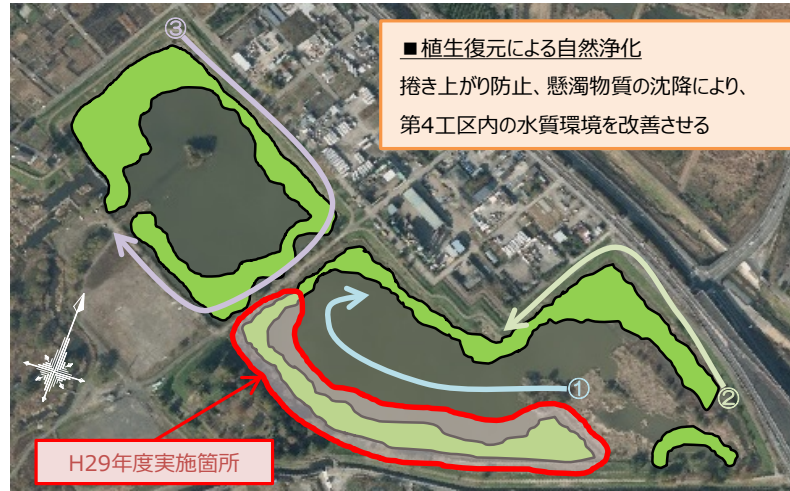 ③
■植生復元による自然浄化
捲き上がり防止、懸濁物質の沈降により、
第4工区内の水質環境を改善させる
①
②
H29年度実施箇所